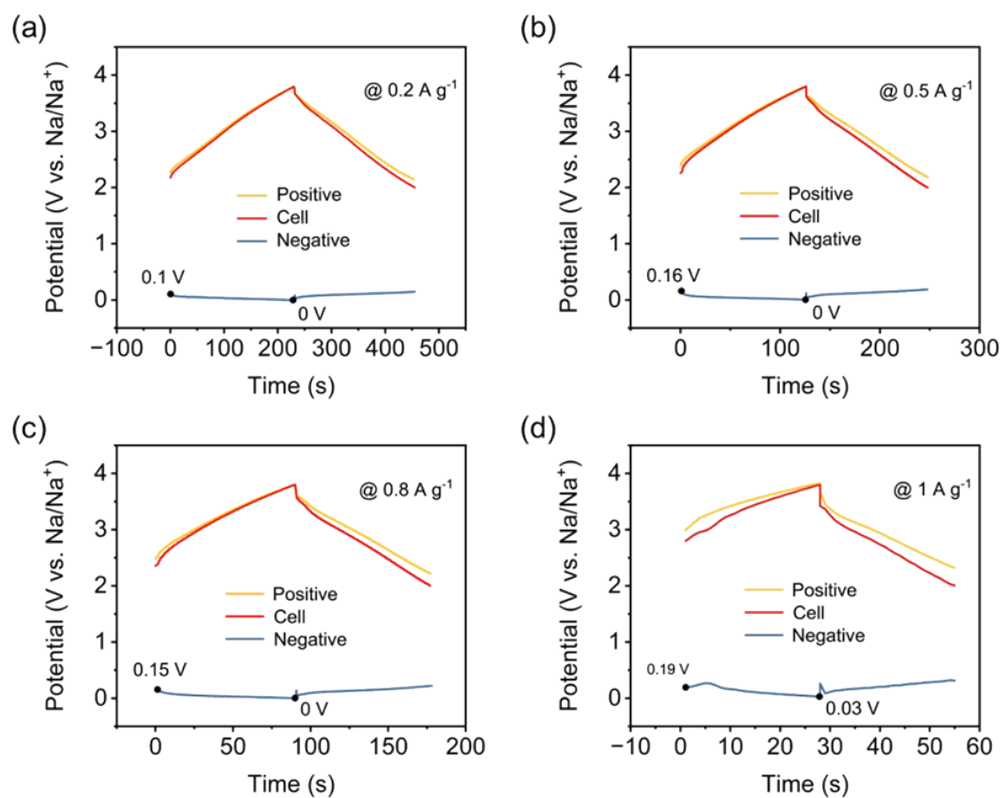 (a)
@ 0.2 A g⁻¹
Potential (V vs. Na/Na⁺)
4
3
2
1
0
Positive
Cell
Negative
0.1 V
0 V
−100 0 100 200 300 400 500
Time (s)
(b)
@ 0.5 A g⁻¹
Potential (V vs. Na/Na⁺)
4
3
2
1
0
Positive
Cell
Negative
0.16 V
0 V
0 100 200 300
Time (s)
(c)
@ 0.8 A g⁻¹
Potential (V vs. Na/Na⁺)
4
3
2
1
0
Positive
Cell
Negative
0.15 V
0 V
0 50 100 150 200
Time (s)
(d)
@ 1 A g⁻¹
Potential (V vs. Na/Na⁺)
4
3
2
1
0
Positive
Cell
Negative
0.19 V
0.03 V
−10 0 10 20 30 40 50 60
Time (s)